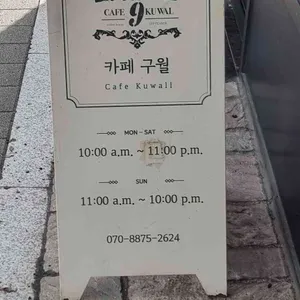 CAFE 9 KUWAL
카페 구월
Cafe Kuwall
MON - SAT
10:00 a.m. ~ 11:00 p.m.
SUN
11:00 a.m. ~ 10:00 p.m.
070-8875-2624